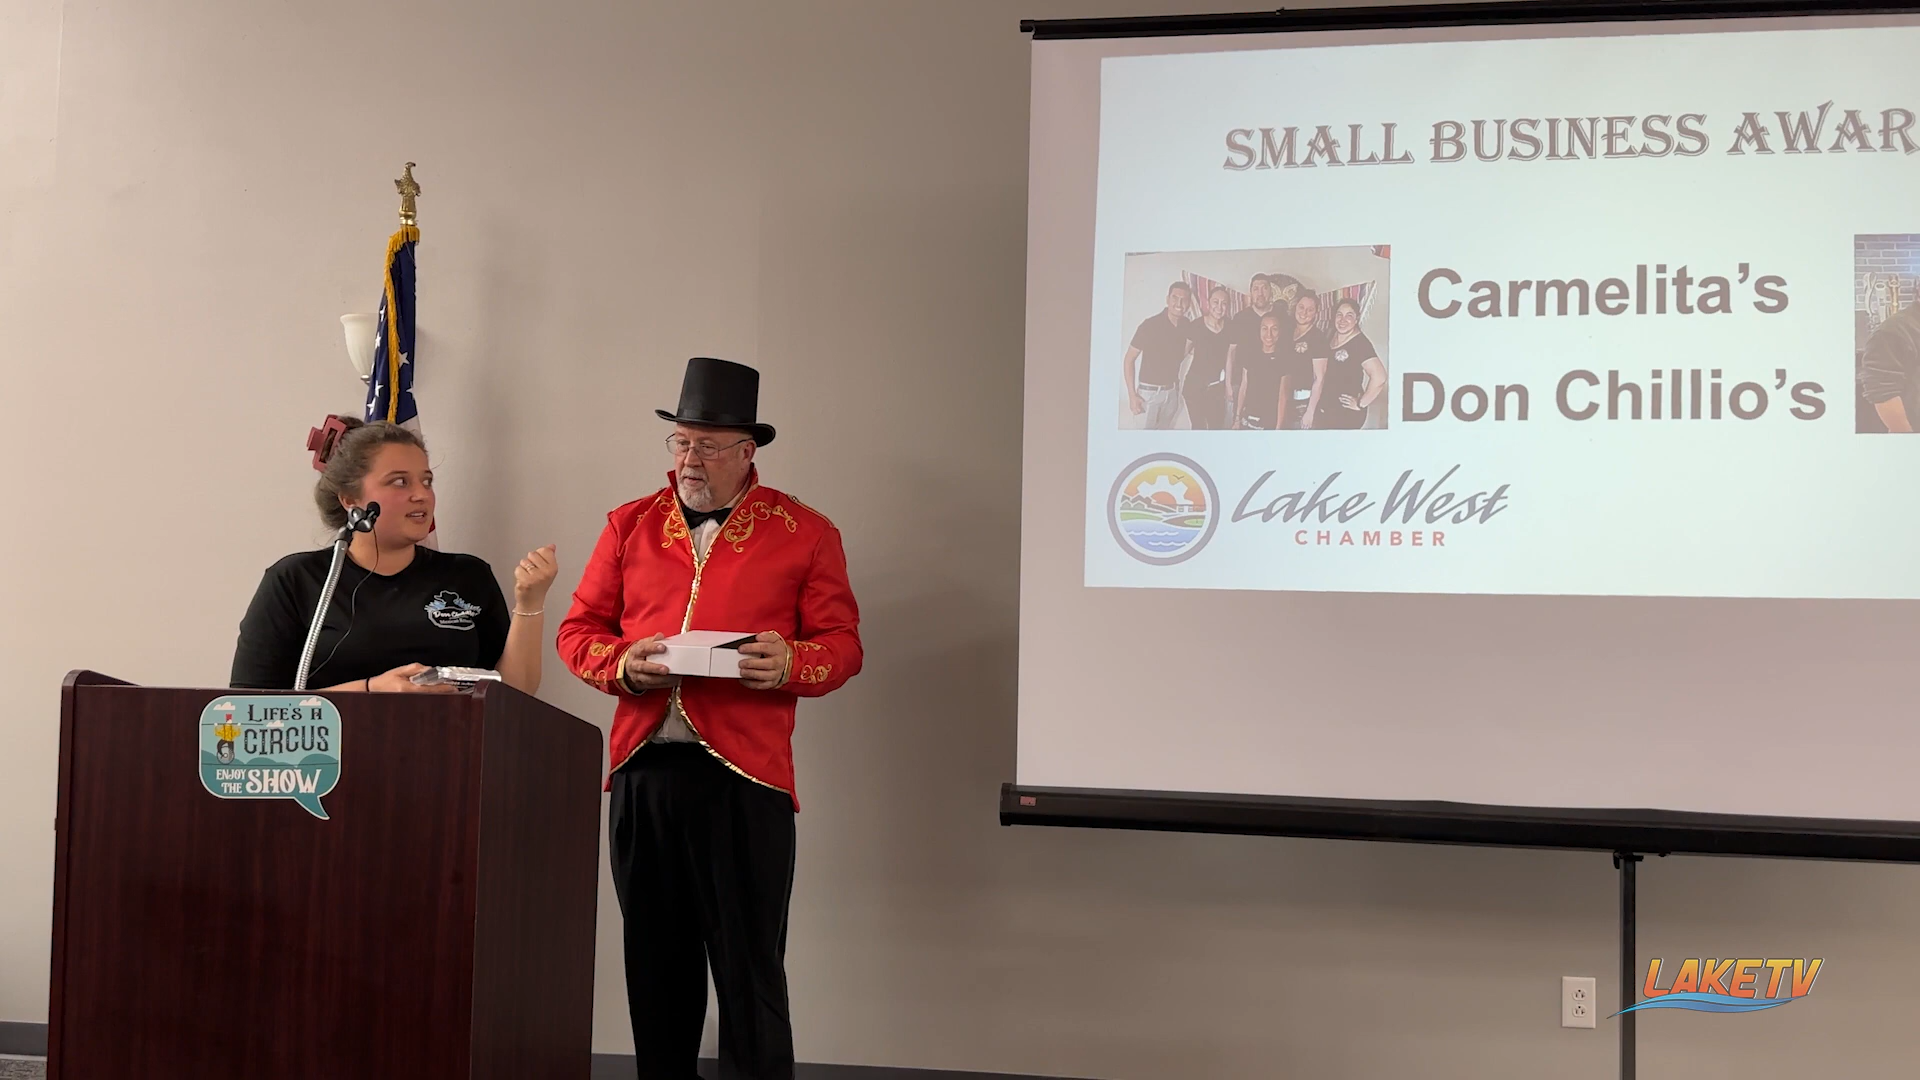 SMALL BUSINESS AWAR
Carmelita's
Don Chillio's
Lake West
CHAMBER
LIFE'S A
CIRCUS
ENJOY
THE SHOW
LAKETV